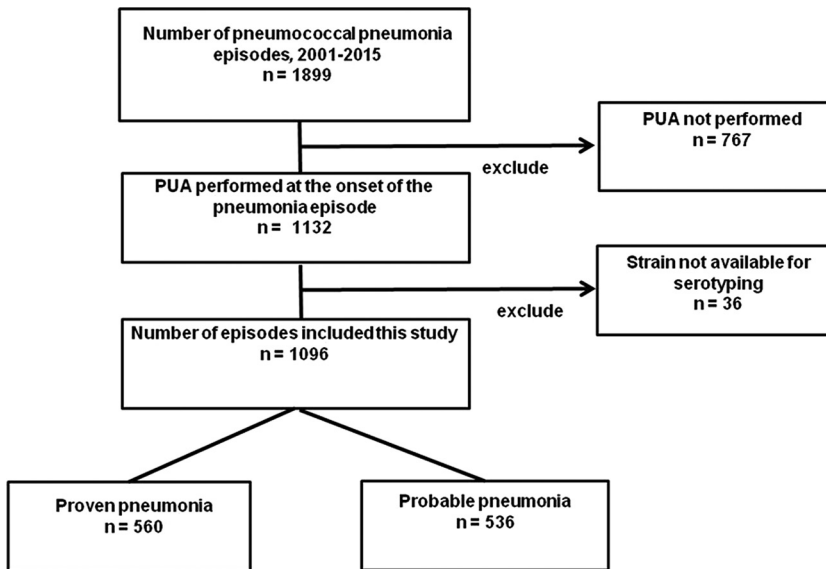 Number of pneumococcal pneumonia
episodes, 2001-2015
n = 1899
PUA not performed
n = 767
exclude
PUA performed at the onset of the
pneumonia episode
n = 1132
Strain not available for
serotyping
n = 36
exclude
Number of episodes included this study
n = 1096
Proven pneumonia
n = 560
Probable pneumonia
n = 536